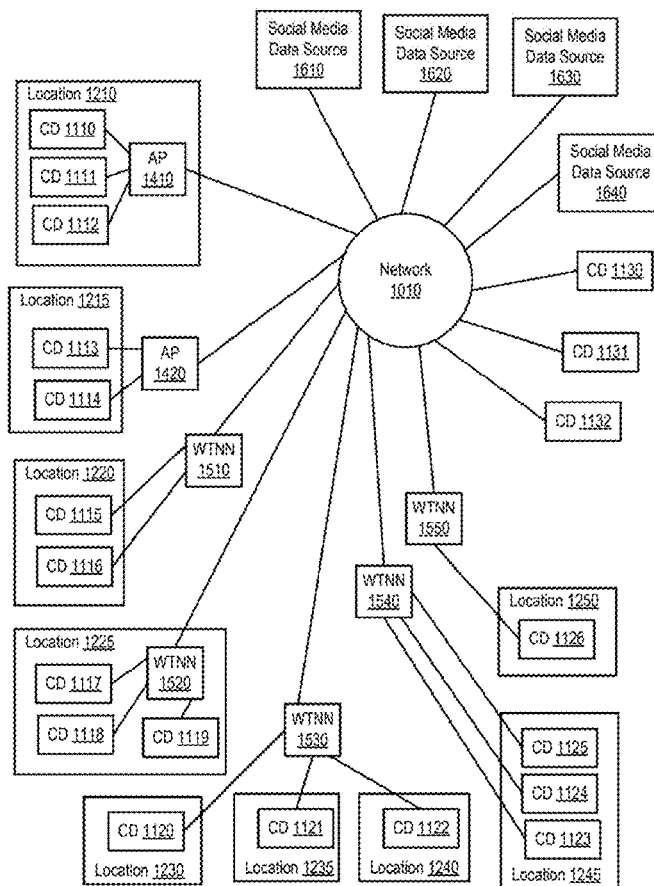 Social Media
Data Source
1610
Social Media
Data Source
1620
Social Media
Data Source
1630
Social Media
Data Source
1640
Location 1210
CD 1110
CD 1111
CD 1112
AP
1410
Network
1010
CD 1130
CD 1131
CD 1132
Location 1215
CD 1113
CD 1114
AP
1420
WTNN
1510
Location 1220
CD 1115
CD 1116
WTNN
1550
WTNN
1540
Location 1250
CD 1126
Location 1225
CD 1117
CD 1118
WTNN
1520
CD 1119
WTNN
1530
CD 1125
CD 1124
CD 1123
Location 1245
CD 1120
Location 1230
CD 1121
Location 1235
CD 1122
Location 1240